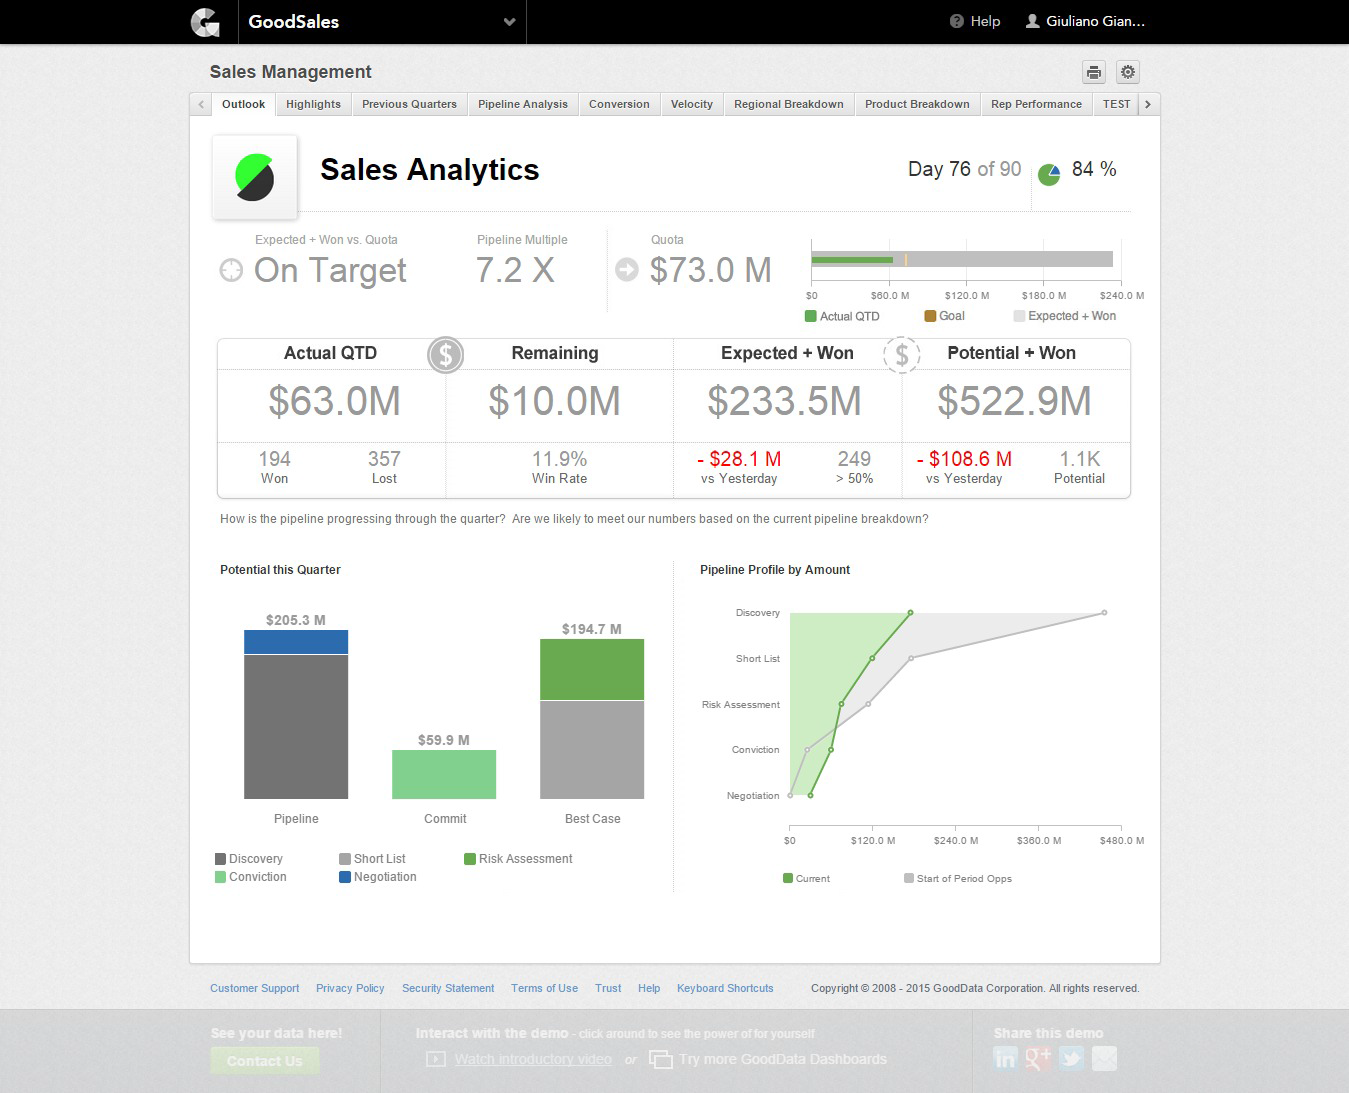 GoodSales
Help
Giuliano Gian...
Sales Management
Outlook
Highlights
Previous Quarters
Pipeline Analysis
Conversion
Velocity
Regional Breakdown
Product Breakdown
Rep Performance
TEST
Sales Analytics
Day 76 of 90
84 %
Expected + Won vs. Quota
On Target
Pipeline Multiple
7.2 X
Quota
$73.0 M
$0 $60.0 M $120.0 M $180.0 M $240.0 M
Actual QTD Goal Expected + Won
Actual QTD $ Remaining Expected + Won $ Potential + Won
$63.0M $10.0M $233.5M $522.9M
194 357 11.9% - $28.1 M 249 - $108.6 M 1.1K
Won Lost Win Rate vs Yesterday > 50% vs Yesterday Potential
How is the pipeline progressing through the quarter? Are we likely to meet our numbers based on the current pipeline breakdown?
Potential this Quarter
$205.3 M
$59.9 M
$194.7 M
Pipeline Commit Best Case
Discovery Short List Risk Assessment
Conviction Negotiation
Pipeline Profile by Amount
Discovery
Short List
Risk Assessment
Conviction
Negotiation
$0 $120.0 M $240.0 M $360.0 M $480.0 M
Current Start of Period Opps
Customer Support Privacy Policy Security Statement Terms of Use Trust Help Keyboard Shortcuts Copyright © 2008 - 2015 GoodData Corporation. All rights reserved.
See your data here!
Contact Us
Interact with the demo - click around to see the power of for yourself
Watch introductory video or Try more GoodData Dashboards
Share this demo
in g+